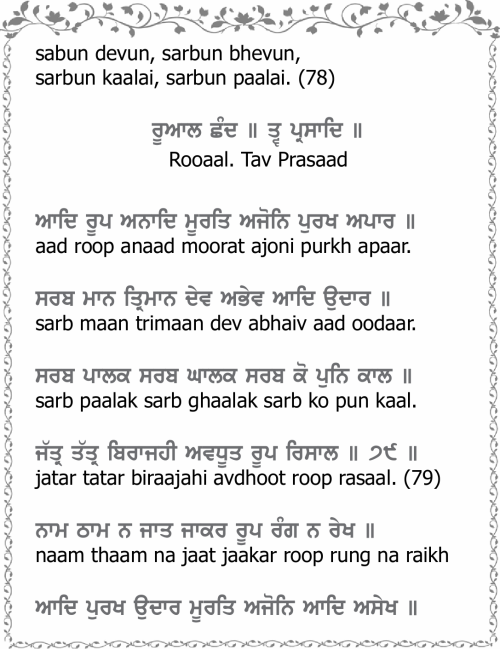 sabun devun, sarbun bhevun,
sarbun kaalai, sarbun paalai. (78)
ਰੂਆਲ ਛੰਦ ॥ ਤ੍ਵ ਪ੍ਰਸਾਦਿ ॥
Rooaal. Tav Prasaad
ਆਦਿ ਰੂਪ ਅਨਾਦਿ ਮੂਰਤਿ ਅਜੋਨਿ ਪੁਰਖ ਅਪਾਰ ॥
aad roop anaad moorat ajoni purkh apaar.
ਸਰਬ ਮਾਨ ਤ੍ਰਿਮਾਨ ਦੇਵ ਅਭੇਵ ਆਦਿ ਉਦਾਰ ॥
sarb maan trimaan dev abhaiv aad oodaar.
ਸਰਬ ਪਾਲਕ ਸਰਬ ਘਾਲਕ ਸਰਬ ਕੋ ਪੁਨਿ ਕਾਲ ॥
sarb paalak sarb ghaalak sarb ko pun kaal.
ਜੱਤ੍ਰ ਤੱਤ੍ਰ ਬਿਰਾਜਹੀ ਅਵਧੂਤ ਰੂਪ ਰਿਸਾਲ ॥ ੭੯ ॥
jatar tatar biraajahi avdhoot roop rasaal. (79)
ਨਾਮ ਠਾਮ ਨ ਜਾਤ ਜਾਕਰ ਰੂਪ ਰੰਗ ਨ ਰੇਖ ॥
naam thaam na jaat jaakar roop rung na raikh
ਆਦਿ ਪੁਰਖ ਉਦਾਰ ਮੂਰਤਿ ਅਜੋਨਿ ਆਦਿ ਅਸੇਖ ॥